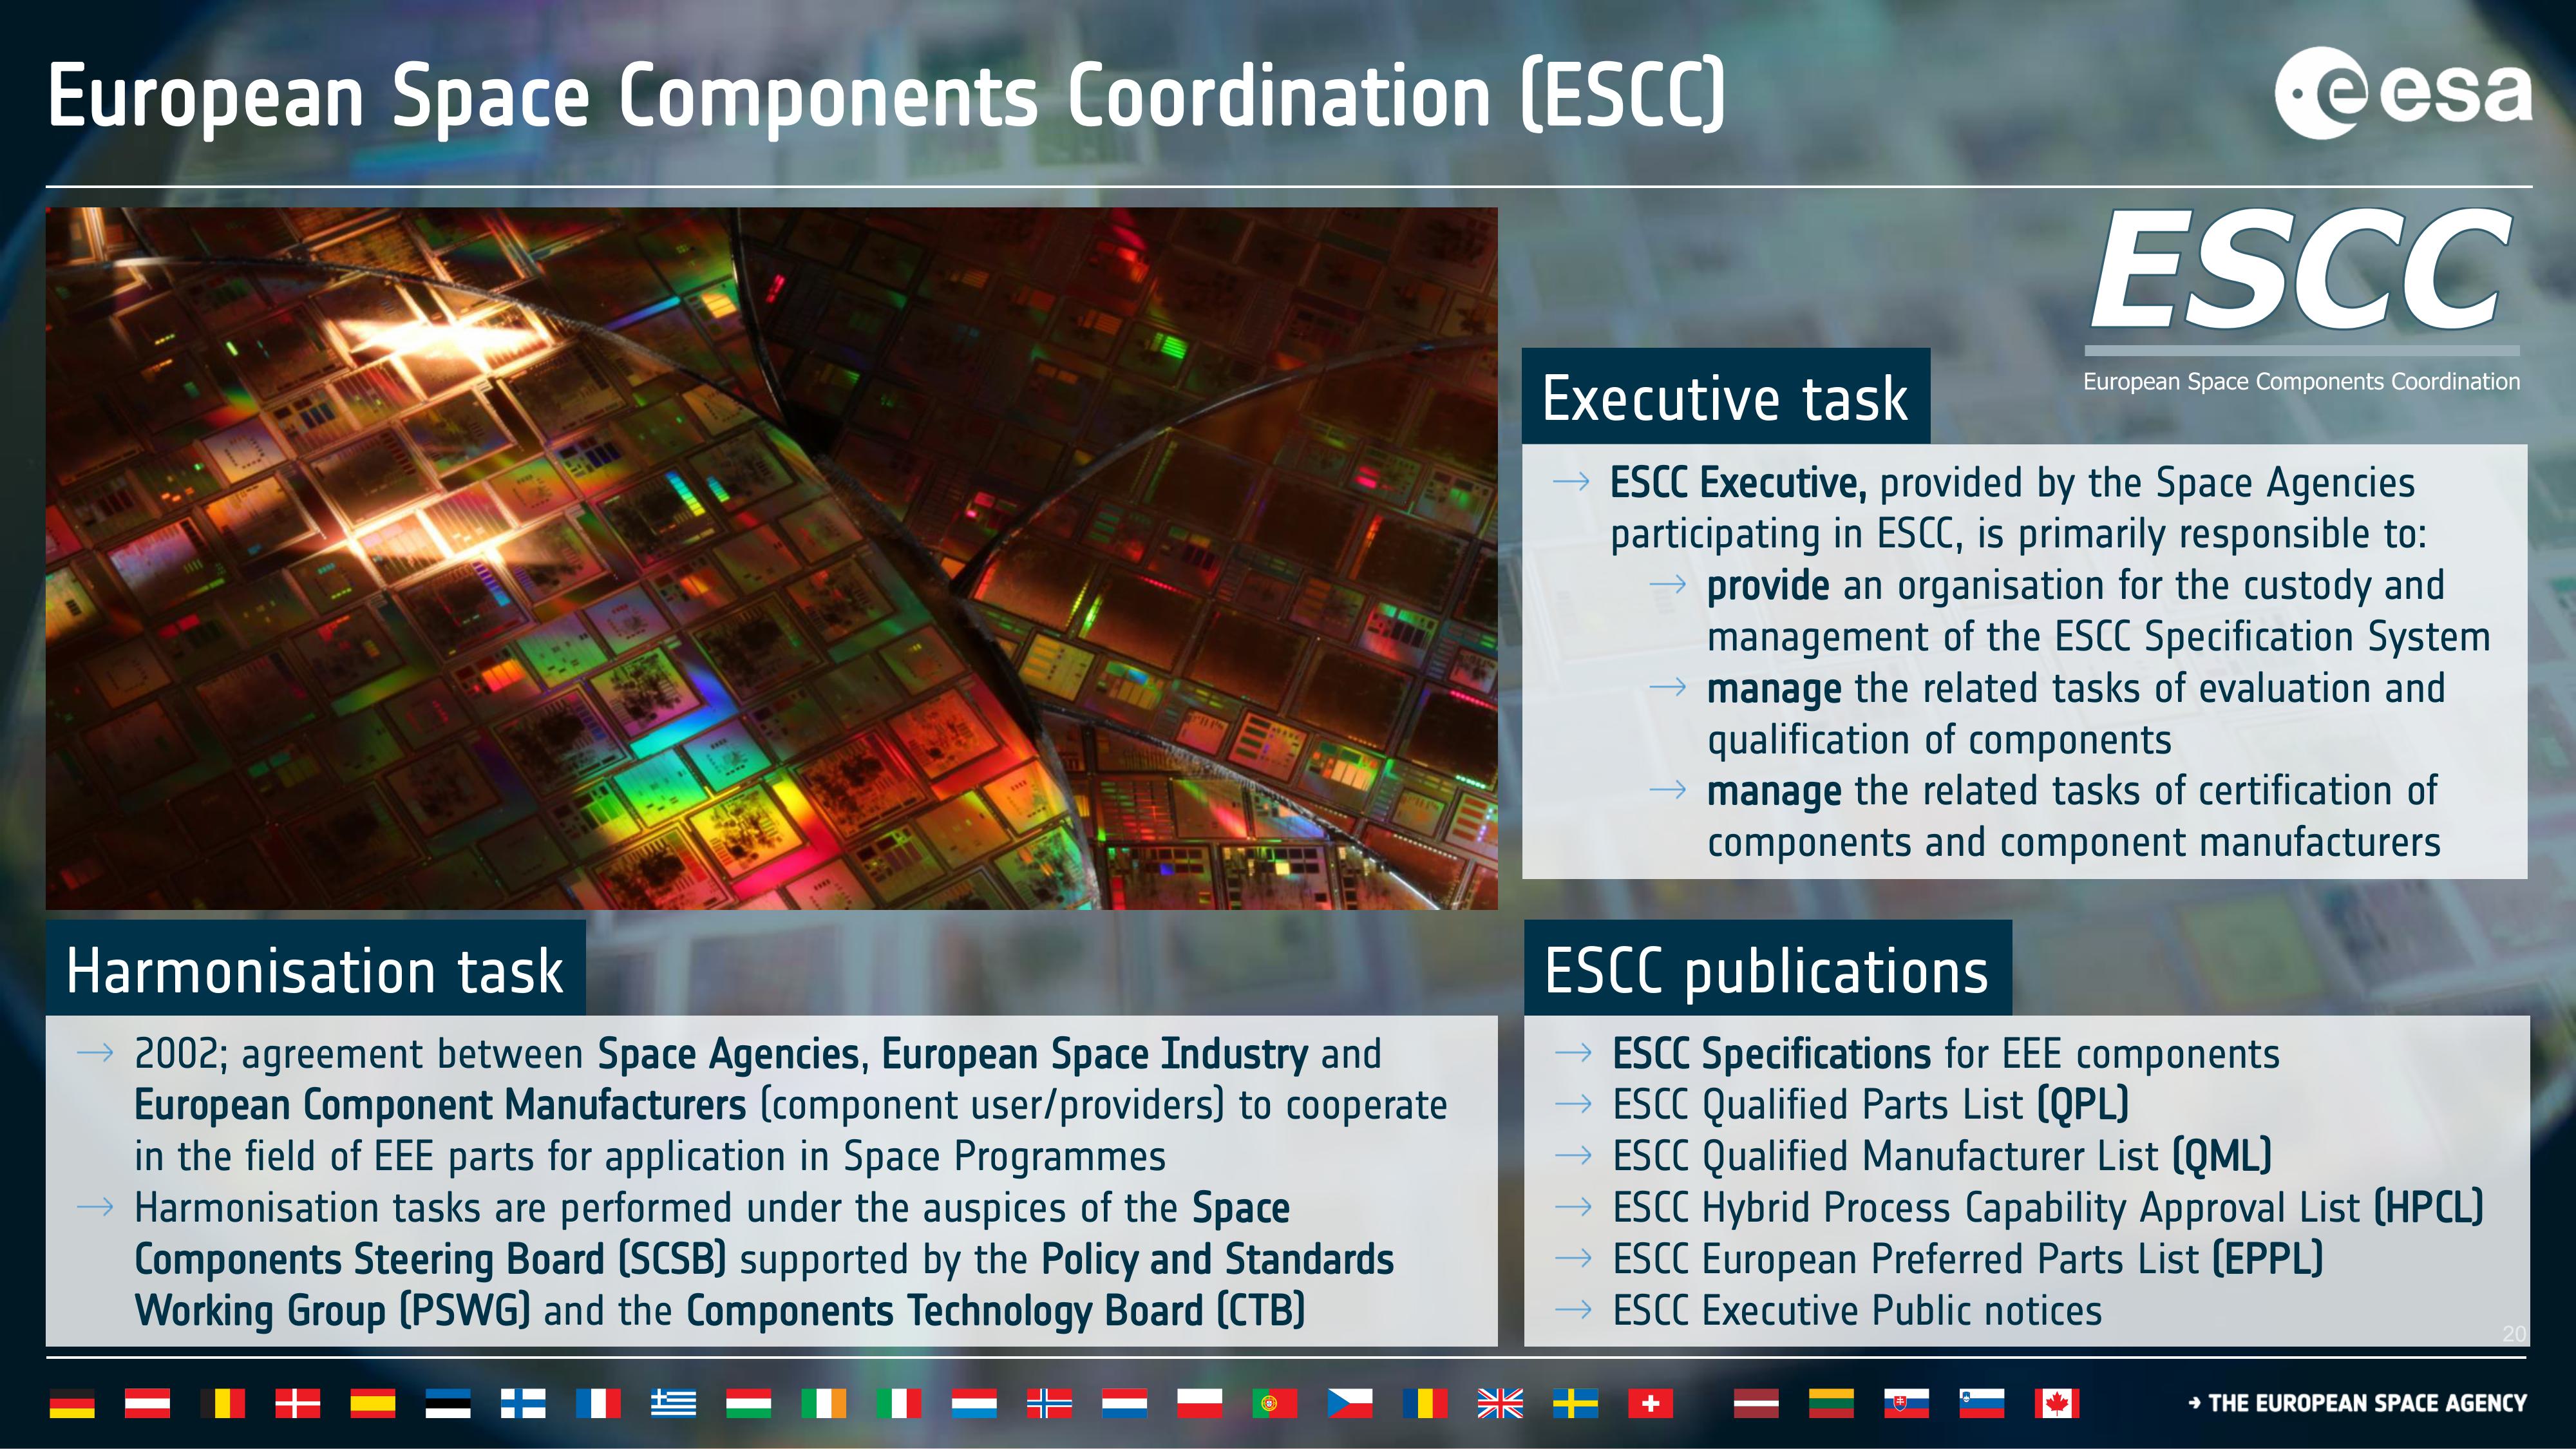 European Space Components Coordination (ESCC)
esa
ESCC
European Space Components Coordination
Executive task
→ ESCC Executive, provided by the Space Agencies
participating in ESCC, is primarily responsible to:
→ provide an organisation for the custody and
management of the ESCC Specification System
→ manage the related tasks of evaluation and
qualification of components
→ manage the related tasks of certification of
components and component manufacturers
Harmonisation task
→ 2002; agreement between Space Agencies, European Space Industry and
European Component Manufacturers (component user/providers) to cooperate
in the field of EEE parts for application in Space Programmes
→ Harmonisation tasks are performed under the auspices of the Space
Components Steering Board (SCSB) supported by the Policy and Standards
Working Group (PSWG) and the Components Technology Board (CTB)
ESCC publications
→ ESCC Specifications for EEE components
→ ESCC Qualified Parts List (QPL)
→ ESCC Qualified Manufacturer List (QML)
→ ESCC Hybrid Process Capability Approval List (HPCL)
→ ESCC European Preferred Parts List (EPPL)
→ ESCC Executive Public notices
20
→ THE EUROPEAN SPACE AGENCY